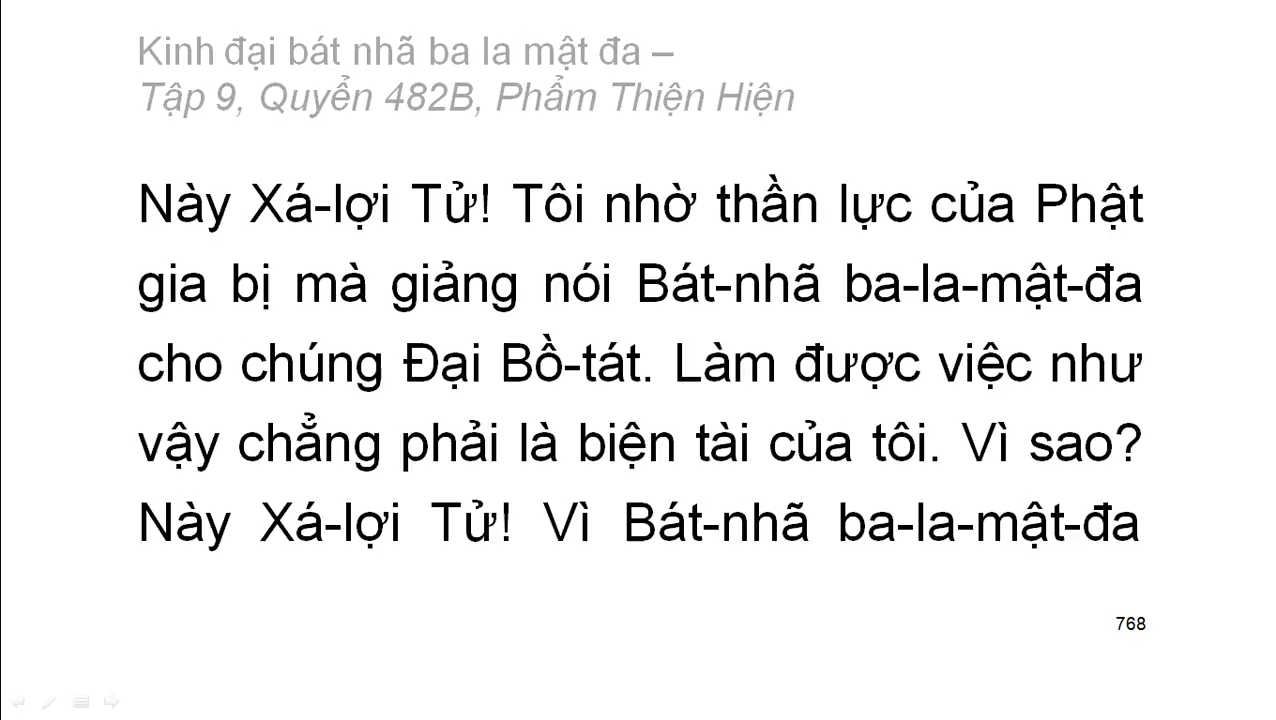 Kinh đại bát nhã ba la mật đa –
Tập 9, Quyển 482B, Phẩm Thiện Hiện
Này Xá-lợi Tử! Tôi nhờ thần lực của Phật
gia bị mà giảng nói Bát-nhã ba-la-mật-đa
cho chúng Đại Bồ-tát. Làm được việc như
vậy chẳng phải là biện tài của tôi. Vì sao?
Này Xá-lợi Tử! Vì Bát-nhã ba-la-mật-đa
768